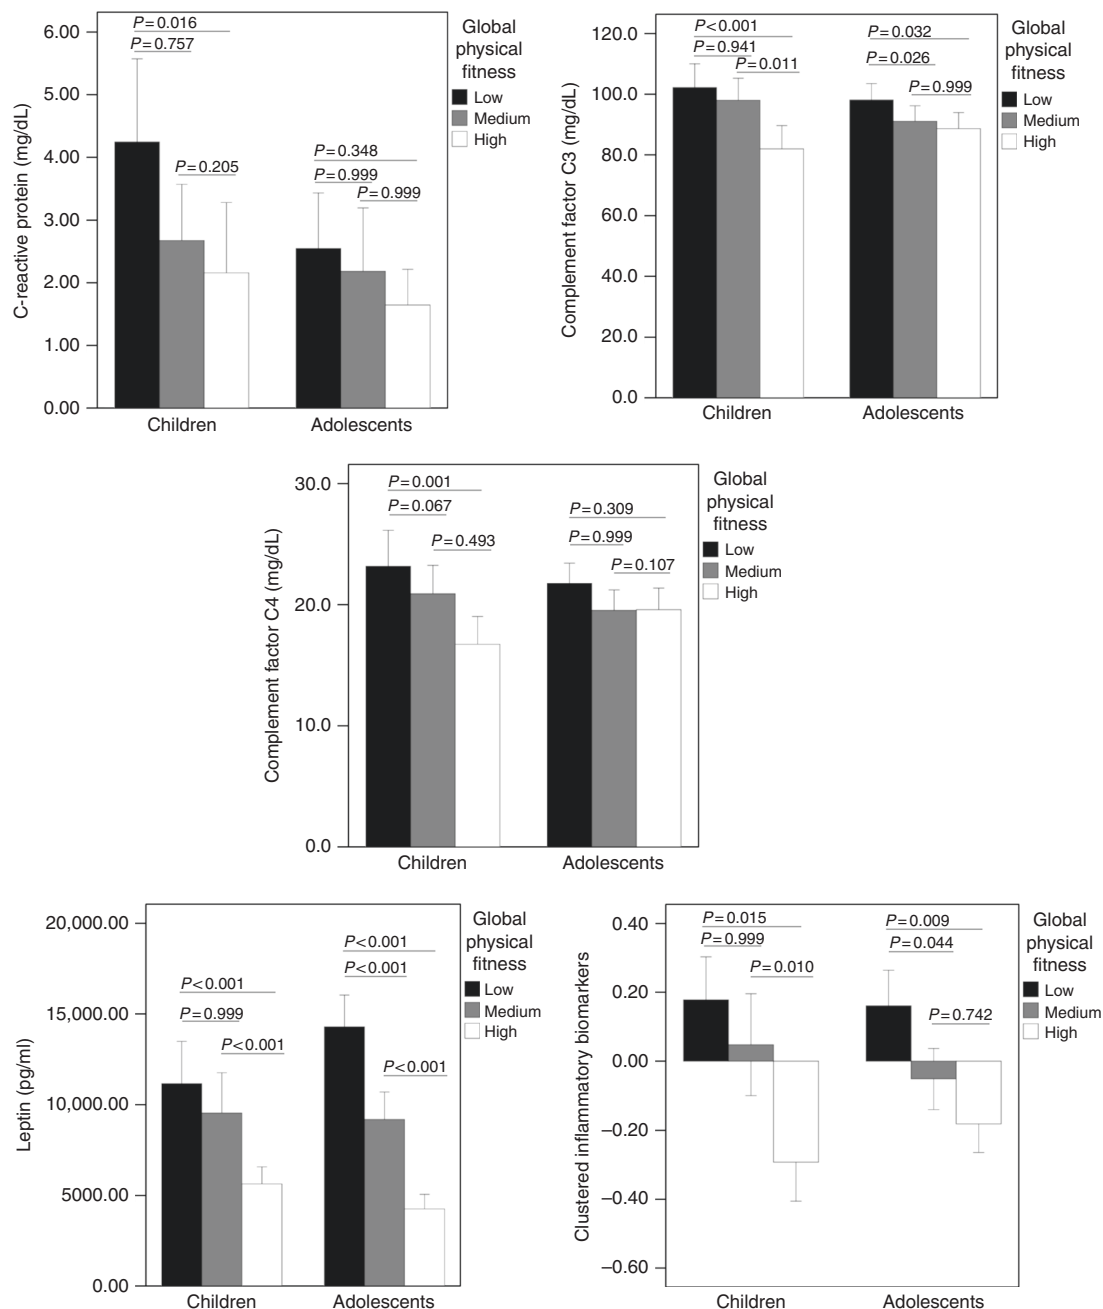 C-reactive protein (mg/dL)
6.00
5.00
4.00
3.00
2.00
1.00
0.00
P=0.016
P=0.757
P=0.205
P=0.348
P=0.999
P=0.999
Children
Adolescents
Global
physical
fitness
Low
Medium
High
Complement factor C3 (mg/dL)
120.0
100.0
80.0
60.0
40.0
20.0
0.0
P<0.001
P=0.941
P=0.011
P=0.032
P=0.026
P=0.999
Children
Adolescents
Global
physical
fitness
Low
Medium
High
Complement factor C4 (mg/dL)
30.0
20.0
10.0
0.0
P=0.001
P=0.067
P=0.493
P=0.309
P=0.999
P=0.107
Children
Adolescents
Global
physical
fitness
Low
Medium
High
Leptin (pg/ml)
20,000.00
15,000.00
10,000.00
5000.00
0.00
P<0.001
P=0.999
P<0.001
P<0.001
P<0.001
P<0.001
Children
Adolescents
Global
physical
fitness
Low
Medium
High
Clustered inflammatory biomarkers
0.40
0.20
0.00
–0.20
–0.40
–0.60
P=0.015
P=0.999
P=0.010
P=0.009
P=0.044
P=0.742
Children
Adolescents
Global
physical
fitness
Low
Medium
High